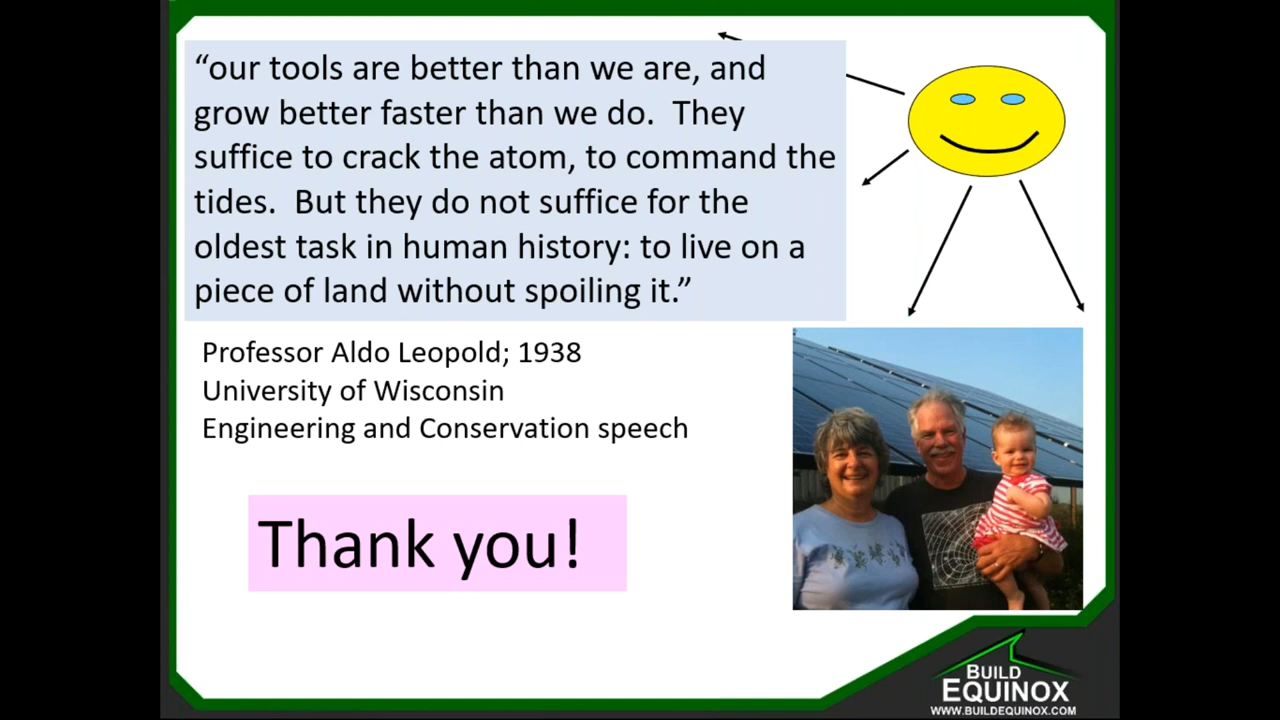 “our tools are better than we are, and
grow better faster than we do.  They
suffice to crack the atom, to command the
tides.  But they do not suffice for the
oldest task in human history: to live on a
piece of land without spoiling it.”
Professor Aldo Leopold; 1938
University of Wisconsin
Engineering and Conservation speech
Thank you!
BUILD
EQUINOX
WWW.BUILDEQUINOX.COM